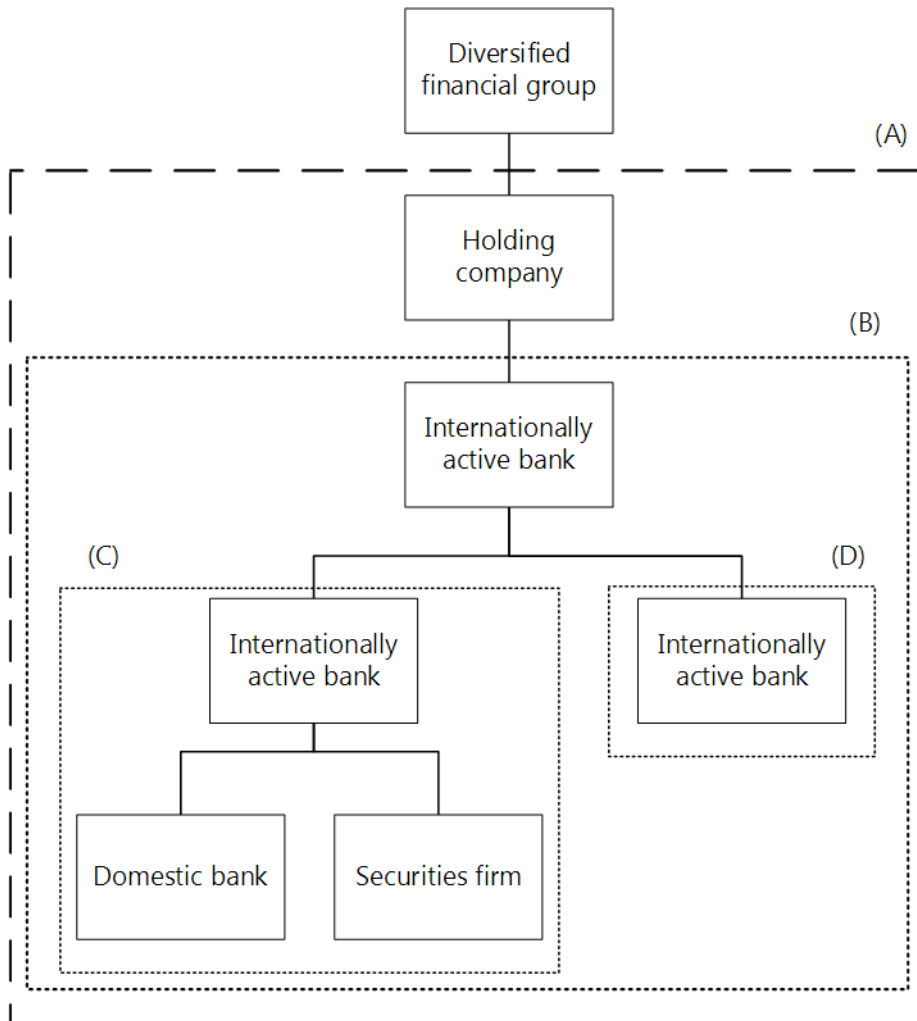 Diversified
financial group
(A)
Holding
company
(B)
Internationally
active bank
(C)
(D)
Internationally
active bank
Internationally
active bank
Domestic bank
Securities firm